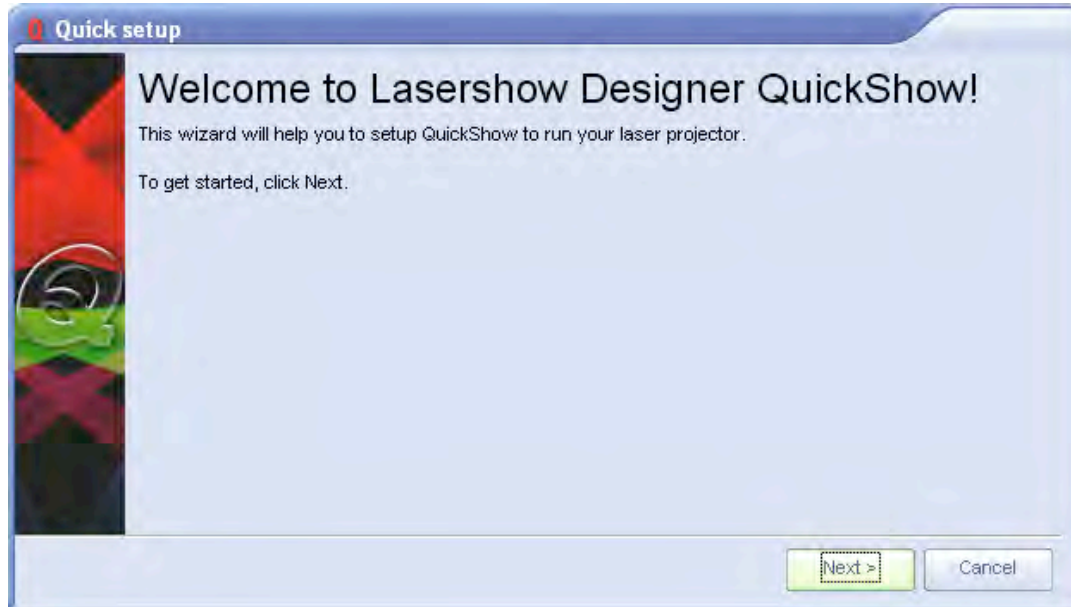 Quick setup
Welcome to Lasershow Designer QuickShow!
This wizard will help you to setup QuickShow to run your laser projector.
To get started, click Next.
Next >
Cancel